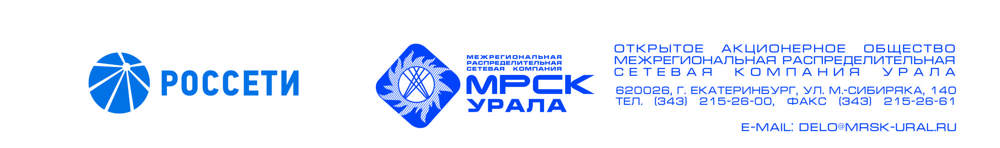 РОССЕТИ
МЕЖРЕГИОНАЛЬНАЯ
РАСПРЕДЕЛИТЕЛЬНАЯ
СЕТЕВАЯ КОМПАНИЯ
МРСК
УРАЛА
ОТКРЫТОЕ АКЦИОНЕРНОЕ ОБЩЕСТВО
МЕЖРЕГИОНАЛЬНАЯ РАСПРЕДЕЛИТЕЛЬНАЯ
СЕТЕВАЯ КОМПАНИЯ УРАЛА
620026, Г. ЕКАТЕРИНБУРГ, УЛ. М.-СИБИРЯКА, 140
ТЕЛ. (343) 215-26-00, ФАКС (343) 215-26-61
E-MAIL: DELO@MRSK-URAL.RU